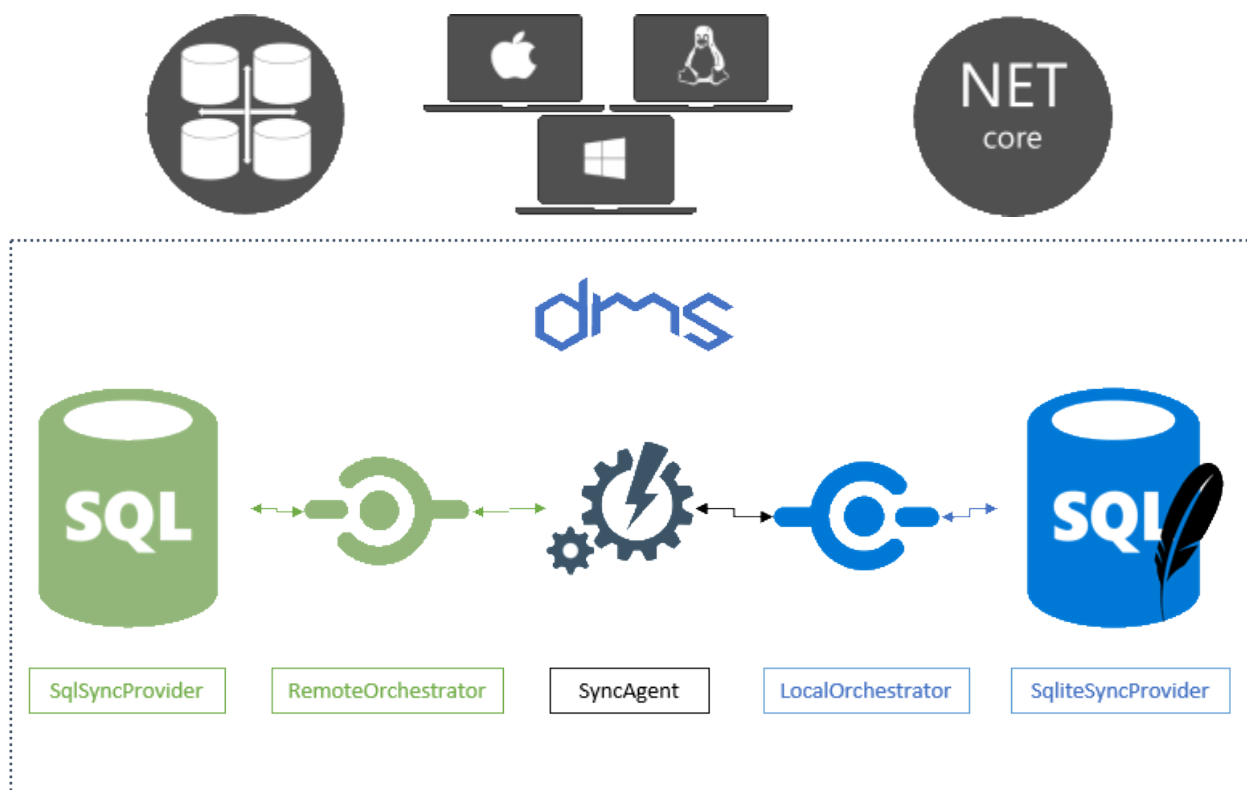 NET
core
dms
SQL
SQL
SqlSyncProvider
RemoteOrchestrator
SyncAgent
LocalOrchestrator
SqliteSyncProvider